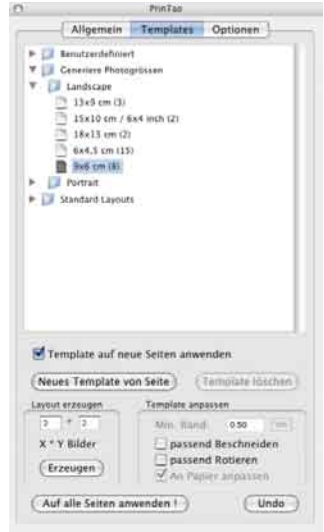 PrinTao
Allgemein Templates Optionen
Benutzerdefiniert
Generiere Photogrössen
Landscape
13x9 cm (3)
15x10 cm / 6x4 inch (2)
18x13 cm (2)
6x4,5 cm (15)
9x6 cm (8)
Portrait
Standard Layouts
Template auf neue Seiten anwenden
Neues Template von Seite Template löschen
Layout erzeugen Template anpassen
Min. Rand: 0.50
X * Y Bilder passend Beschneiden
passend Rotieren
Erzeugen An Papier anpassen
Auf alle Seiten anwenden ! Undo